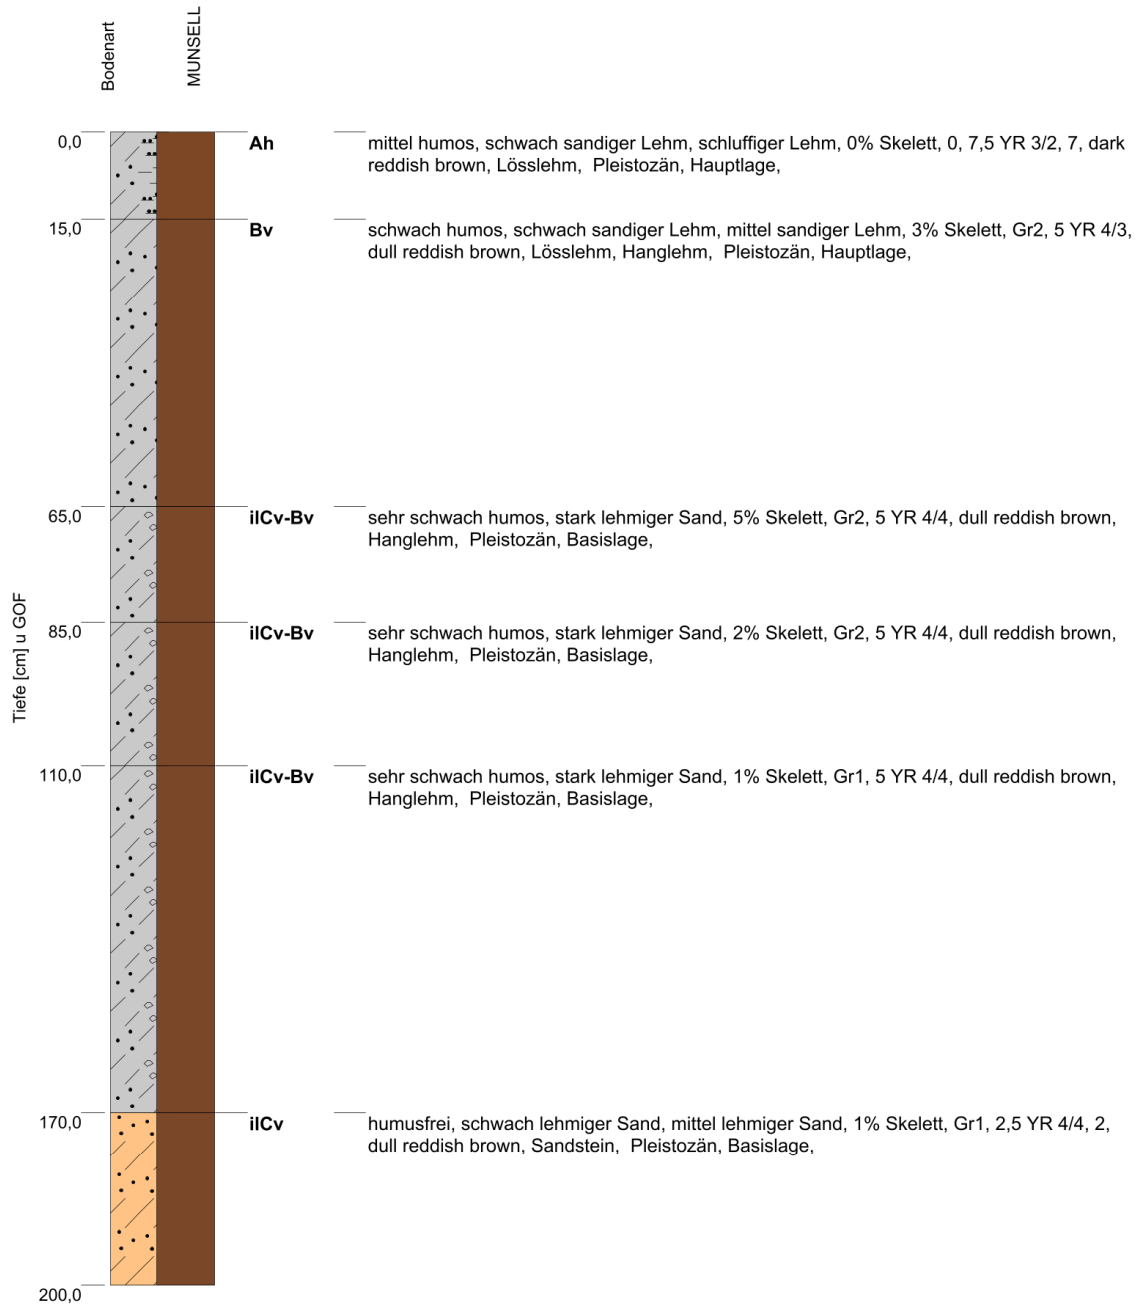 Bodenart
MUNSELL
Tiefe [cm] u GOF
0,0
Ah
mittel humos, schwach sandiger Lehm, schluffiger Lehm, 0% Skelett, 0, 7,5 YR 3/2, 7, dark
reddish brown, Lösslehm, Pleistozän, Hauptlage,
15,0
Bv
schwach humos, schwach sandiger Lehm, mittel sandiger Lehm, 3% Skelett, Gr2, 5 YR 4/3,
dull reddish brown, Lösslehm, Hanglehm, Pleistozän, Hauptlage,
65,0
ilCv-Bv
sehr schwach humos, stark lehmiger Sand, 5% Skelett, Gr2, 5 YR 4/4, dull reddish brown,
Hanglehm, Pleistozän, Basislage,
85,0
ilCv-Bv
sehr schwach humos, stark lehmiger Sand, 2% Skelett, Gr2, 5 YR 4/4, dull reddish brown,
Hanglehm, Pleistozän, Basislage,
110,0
ilCv-Bv
sehr schwach humos, stark lehmiger Sand, 1% Skelett, Gr1, 5 YR 4/4, dull reddish brown,
Hanglehm, Pleistozän, Basislage,
170,0
ilCv
humusfrei, schwach lehmiger Sand, mittel lehmiger Sand, 1% Skelett, Gr1, 2,5 YR 4/4, 2,
dull reddish brown, Sandstein, Pleistozän, Basislage,
200,0